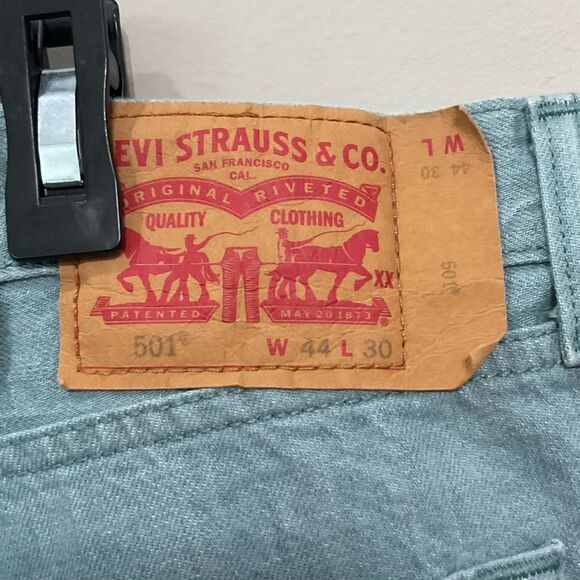 EVI STRAUSS & CO.
SAN FRANCISCO
CAL.
ORIGINAL RIVETED
QUALITY CLOTHING
XX
PATENTED MAY 20 1873 ®
501® W 44 L 30
W L
44 30
501®